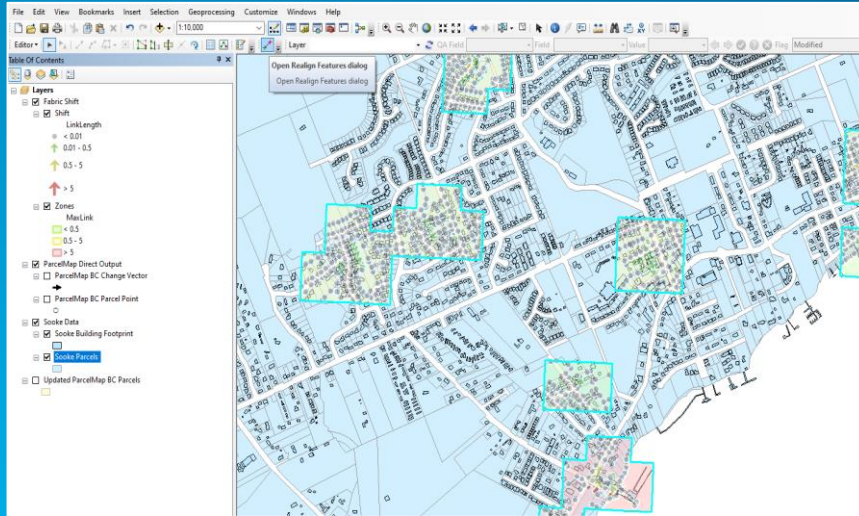 File Edit View Bookmarks Insert Selection Geoprocessing Customize Windows Help
1:10,000
Editor Layer QA Field Field Value Flag Modified
Table Of Contents
Open Realign Features dialog
Open Realign Features dialog
Layers
Fabric Shift
Shift
LinkLength
< 0.01
0.01 - 0.5
0.5 - 5
> 5
Zones
MaxLink
< 0.5
0.5 - 5
> 5
ParcelMap Direct Output
ParcelMap BC Change Vector
ParcelMap BC Parcel Point
Sooke Data
Sooke Building Footprint
Sooke Parcels
Updated ParcelMap BC Parcels